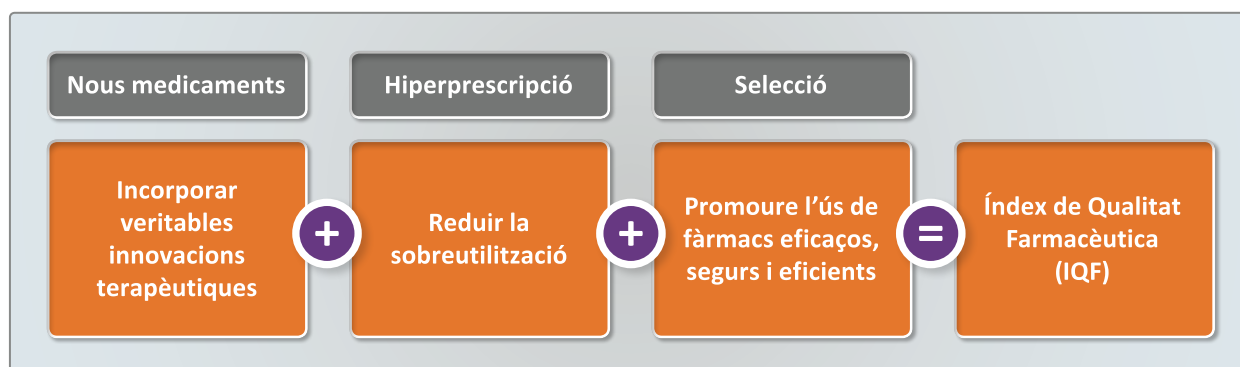 Nous medicaments
Hiperprescripció
Selecció
Incorporar
veritables
innovacions
terapèutiques
+
Reduir la
sobreutilització
+
Promoure l'ús de
fàrmacs eficaços,
segurs i eficients
=
Índex de Qualitat
Farmacèutica
(IQF)